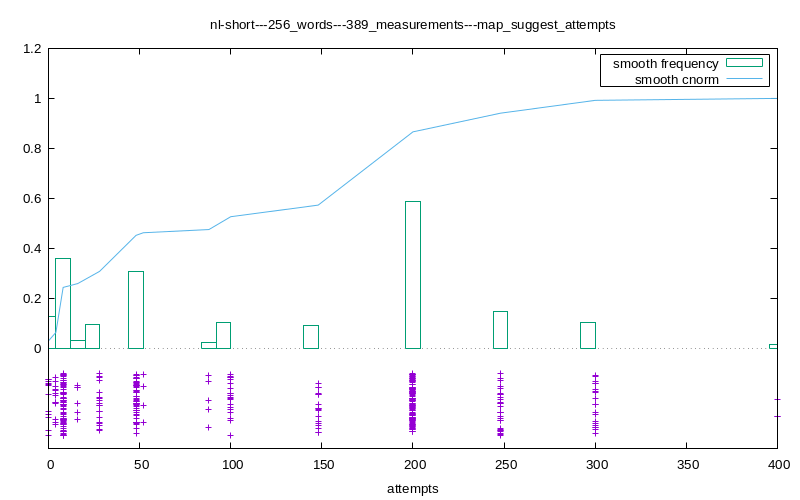 nl-short---256_words---389_measurements---map_suggest_attempts
smooth frequency
smooth cnorm
1.2
1
0.8
0.6
0.4
0.2
0
0 50 100 150 200 250 300 350 400
attempts